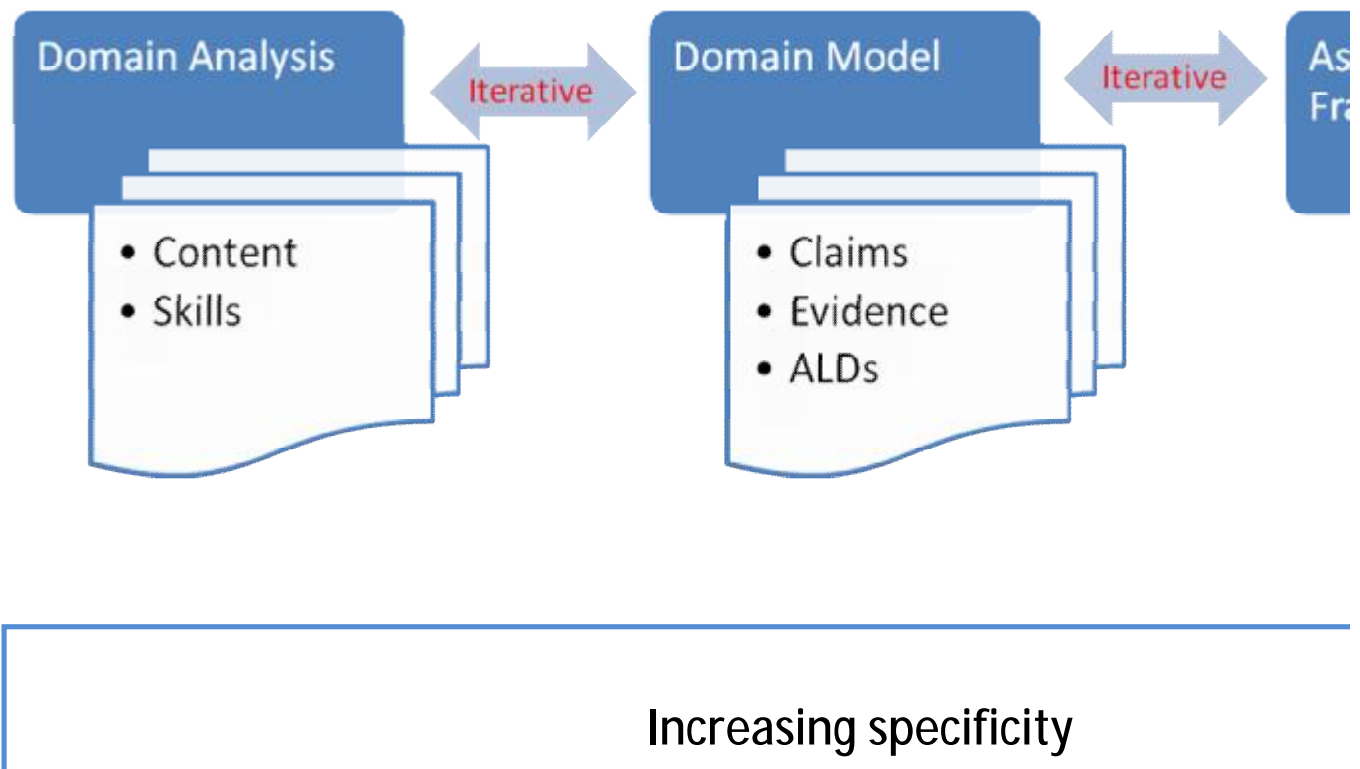 Domain Analysis
Iterative
Domain Model
Iterative
• Content
• Skills
• Claims
• Evidence
• ALDs
Increasing specificity